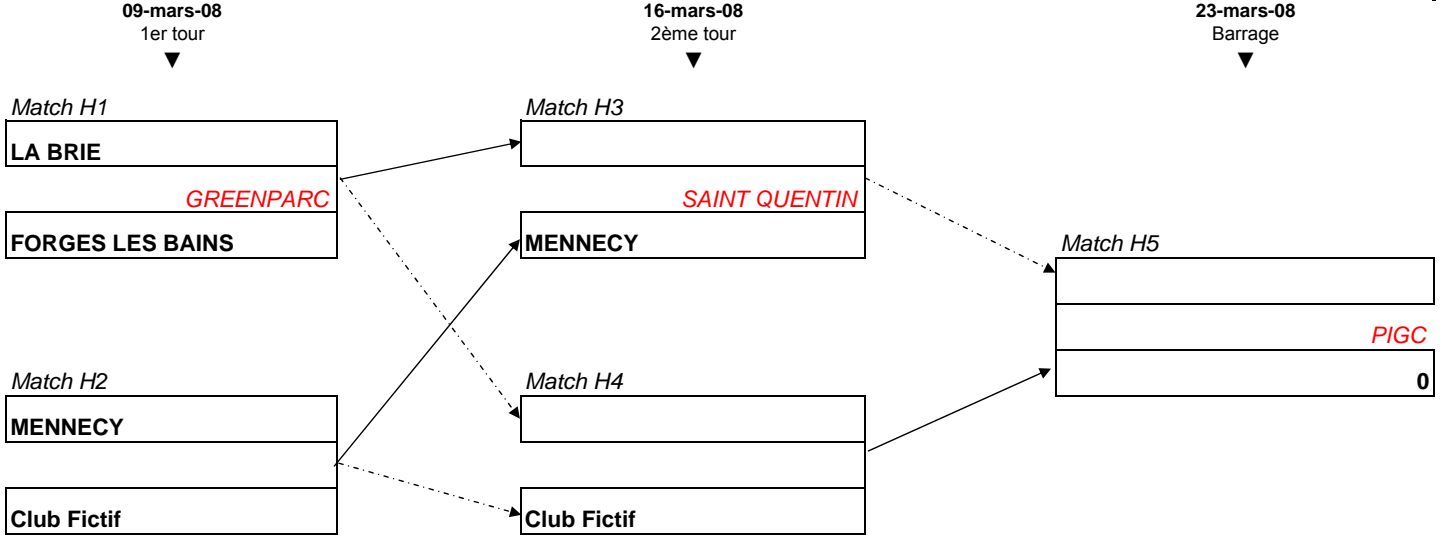 09-mars-08
1er tour
▼
16-mars-08
2ème tour
▼
23-mars-08
Barrage
▼
Match H1
LA BRIE
GREENPARC
FORGES LES BAINS
Match H2
MENNECY
Club Fictif
Match H3
SAINT QUENTIN
MENNECY
Match H4
Club Fictif
Match H5
PIGC
0